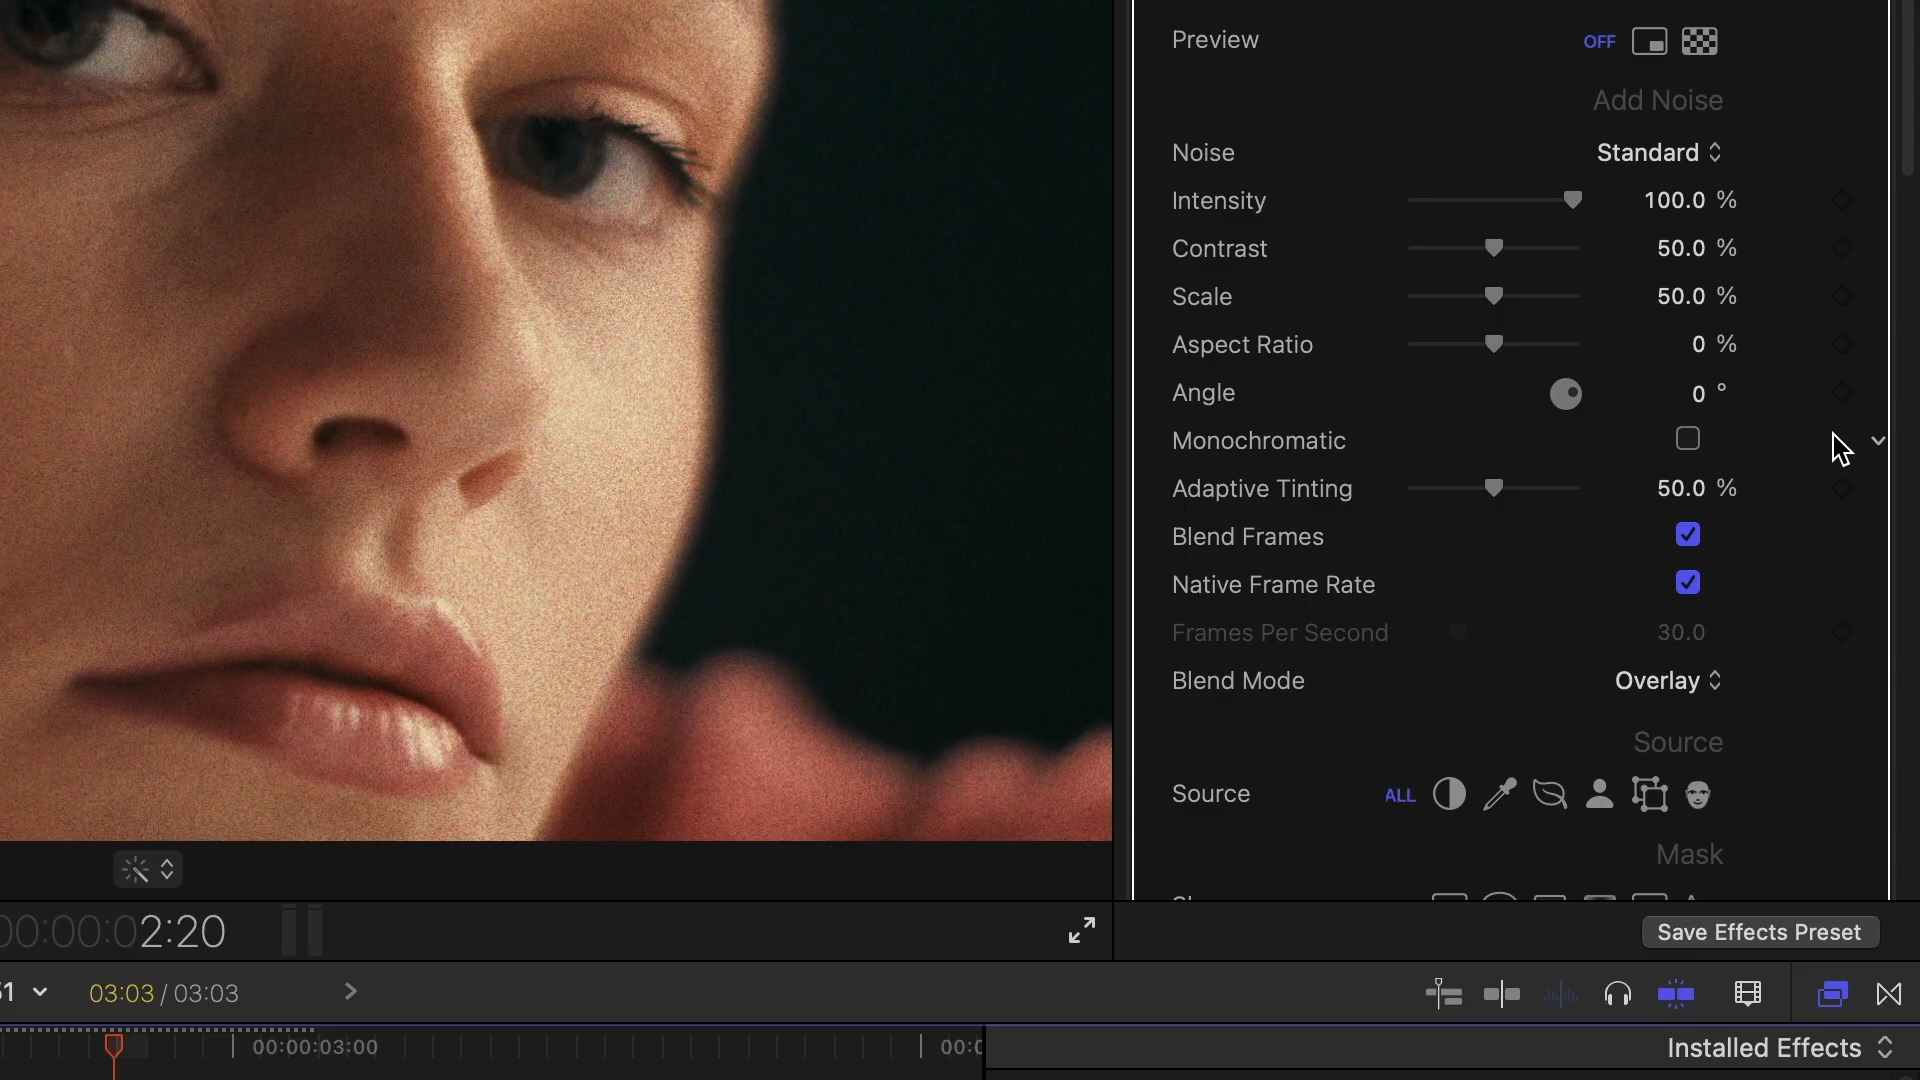 Preview OFF
Add Noise
Noise Standard
Intensity 100.0 %
Contrast 50.0 %
Scale 50.0 %
Aspect Ratio 0 %
Angle 0 °
Monochromatic
Adaptive Tinting 50.0 %
Blend Frames
Native Frame Rate
Frames Per Second 30.0
Blend Mode Overlay
Source
Source ALL
Mask
00:00:02:20
Save Effects Preset
51 03:03 / 03:03
00:00:03:00
Installed Effects